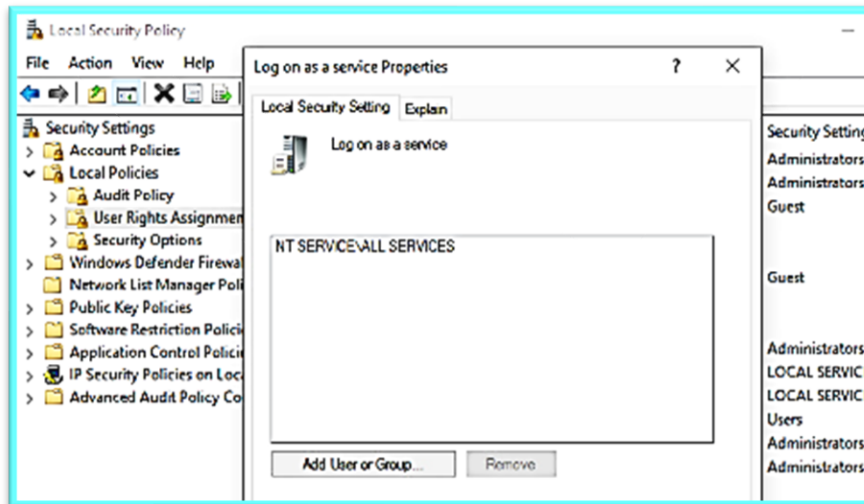 Local Security Policy
File Action View Help
Security Settings
Account Policies
Local Policies
Audit Policy
User Rights Assignmen
Security Options
Windows Defender Firewal
Network List Manager Poli
Public Key Policies
Software Restriction Polici
Application Control Polici
IP Security Policies on Loc
Advanced Audit Policy Co
Log on as a service Properties
?
Local Security Setting Explain
Log on as a service
NT SERVICE\ALL SERVICES
Add User or Group... Remove
Security Setting
Administrators
Administrators
Guest
Guest
Administrators
LOCAL SERVIC
LOCAL SERVIC
Users
Administrators
Administrators